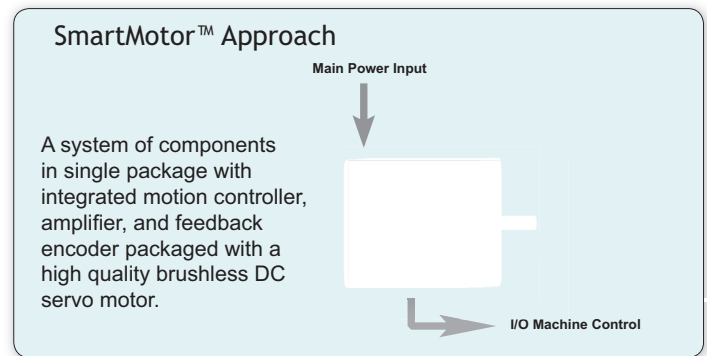 SmartMotor™ Approach
Main Power Input
A system of components
in single package with
integrated motion controller,
amplifier, and feedback
encoder packaged with a
high quality brushless DC
servo motor.
I/O Machine Control